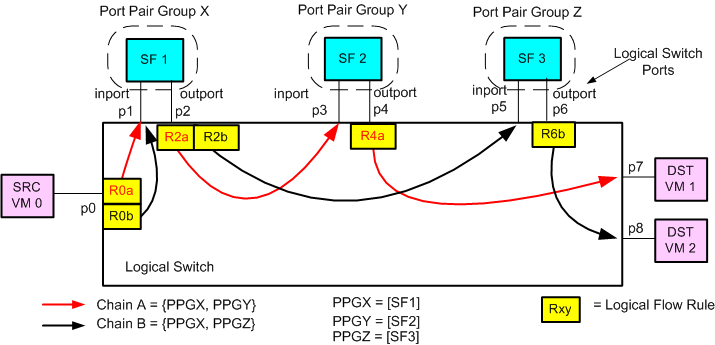 Port Pair Group X
Port Pair Group Y
Port Pair Group Z
SF 1
SF 2
SF 3
Logical Switch
Ports
inport
outport
inport
outport
inport
outport
p1
p2
p3
p4
p5
p6
R2a
R2b
R4a
R6b
SRC
VM 0
p0
R0a
R0b
p7
DST
VM 1
p8
DST
VM 2
Logical Switch
Chain A = {PPGX, PPGY}
Chain B = {PPGX, PPGZ}
PPGX = [SF1]
PPGY = [SF2]
PPGZ = [SF3]
Rxy
= Logical Flow Rule